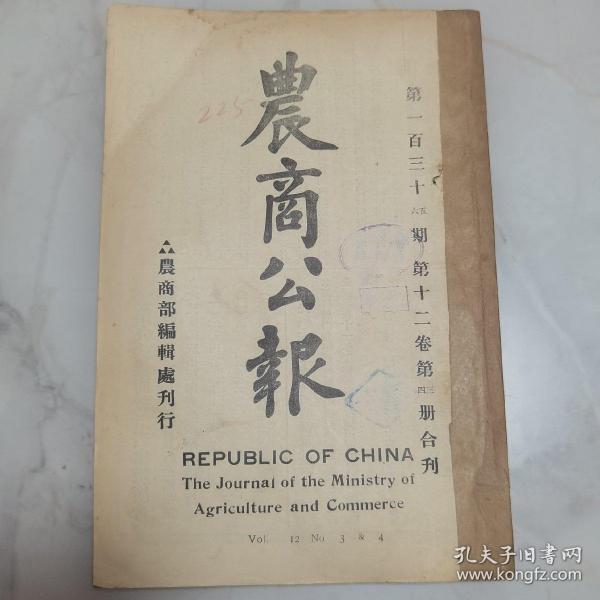 第一百三十五六期第十二卷第三四册合刊
農商公報
農商部編輯處刊行
225
REPUBLIC OF CHINA
The Journal of the Ministry of
Agriculture and Commerce
Vol. 12 No 3 & 4
孔夫子旧书网
www.kongfz.com